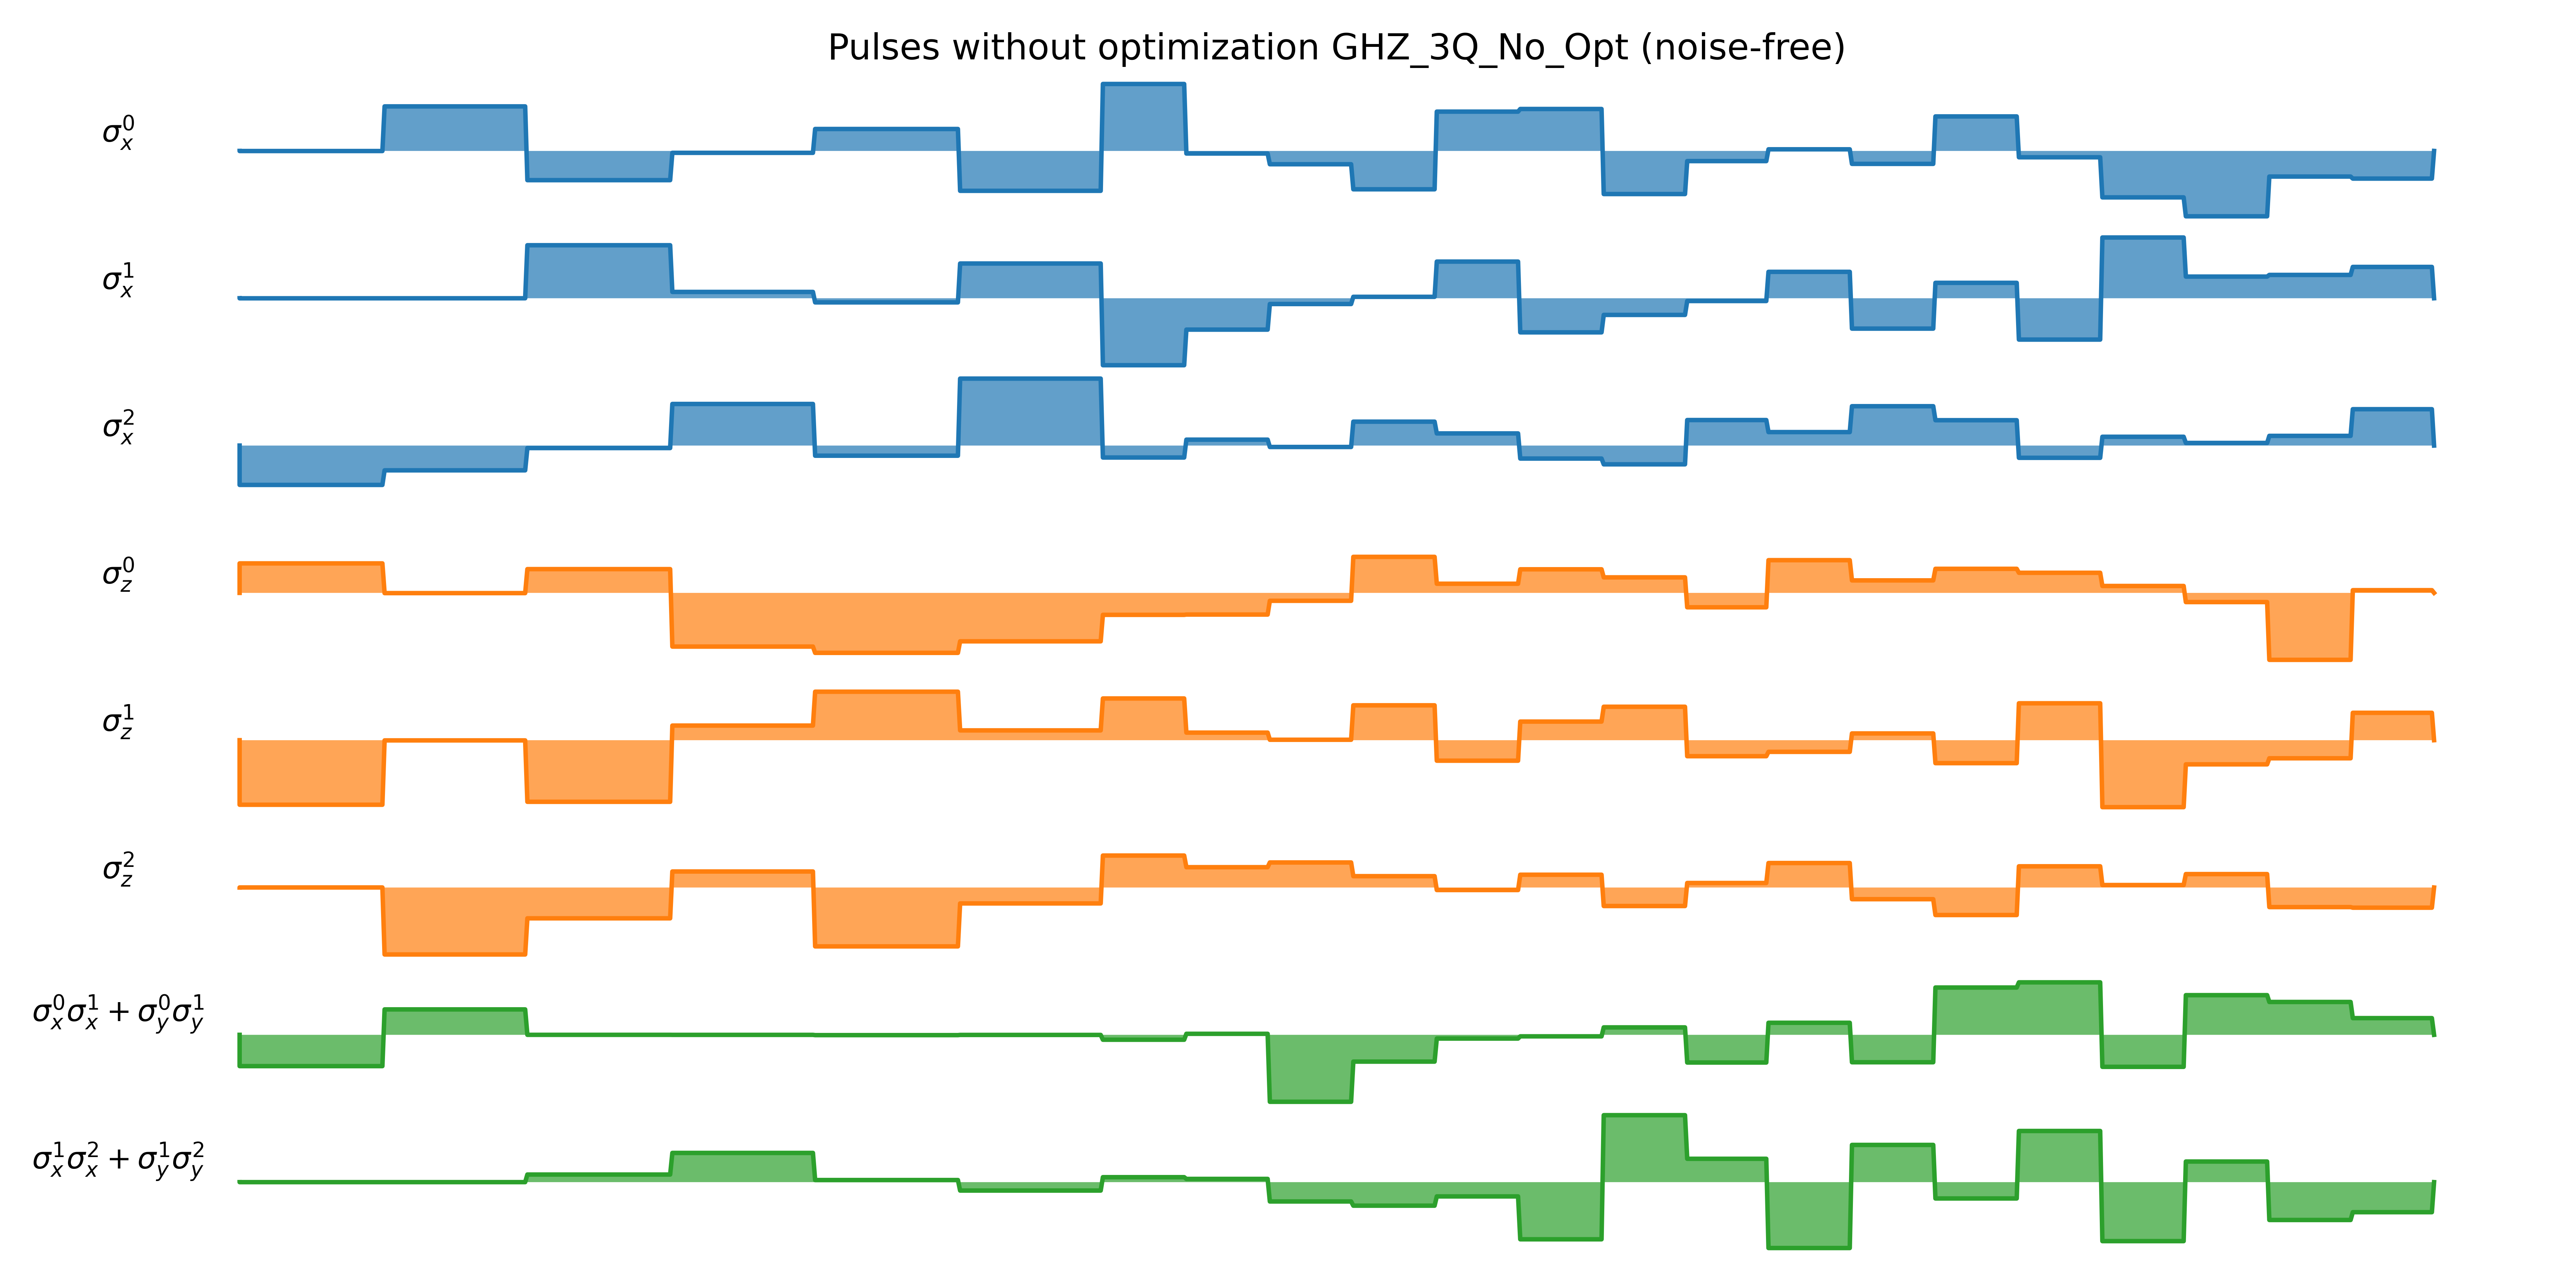 Pulses without optimization GHZ_3Q_No_Opt (noise-free)
σ_x^0
σ_x^1
σ_x^2
σ_z^0
σ_z^1
σ_z^2
σ_x^0σ_x^1 + σ_y^0σ_y^1
σ_x^1σ_x^2 + σ_y^1σ_y^2